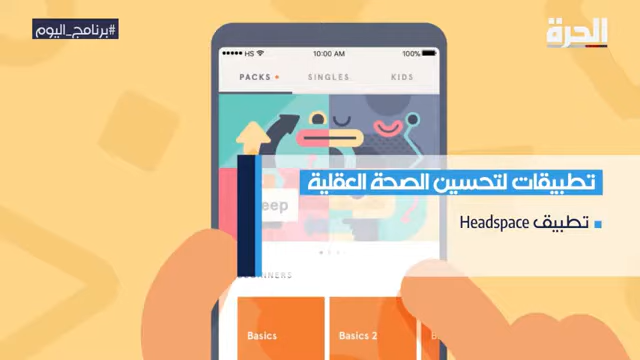 #برنامج_اليوم
الحرة
HS 10:00 AM 100%
PACKS SINGLES KIDS
تطبيقات لتحسين الصحة العقلية
تطبيق Headspace
Basics Basics 2